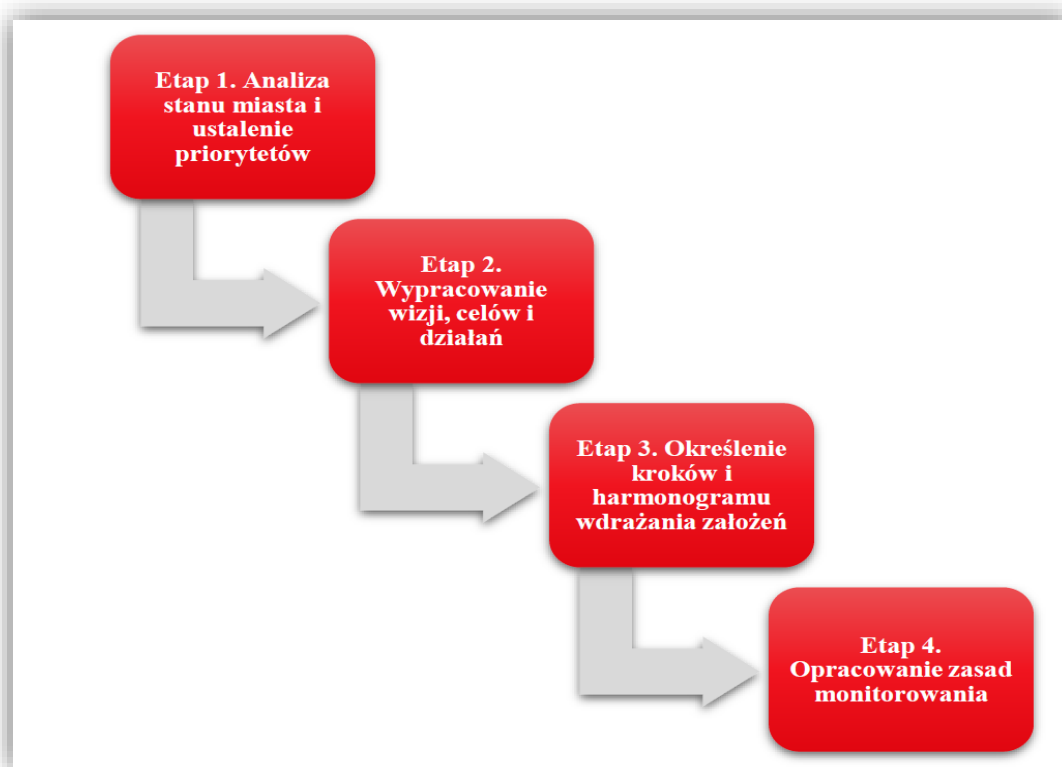 Etap 1. Analiza
stanu miasta i
ustalenie
priorytetów
Etap 2.
Wypracowanie
wizji, celów i
działań
Etap 3. Określenie
kroków i
harmonogramu
wdrażania założeń
Etap 4.
Opracowanie zasad
monitorowania